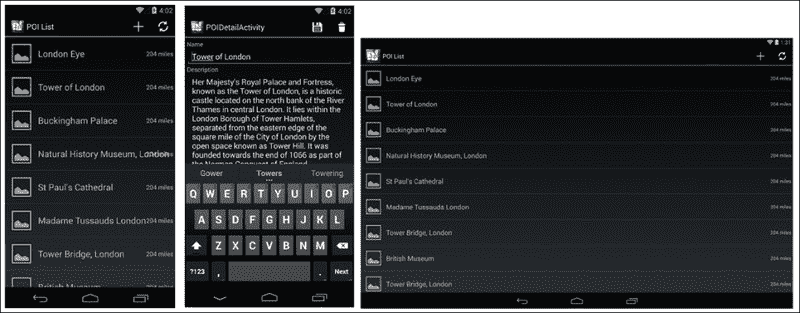 4:02
POI List
London Eye 204 miles
Tower of London 204 miles
Buckingham Palace 204 miles
Natural History Museum, London 204 miles
St Paul's Cathedral 204 miles
Madame Tussauds London 204 miles
Tower Bridge, London 204 miles
British Museum
4:02
POIDetailActivity
Name
Tower of London
Description
Her Majesty's Royal Palace and Fortress,
known as the Tower of London, is a historic
castle located on the north bank of the River
Thames in central London. It lies within the
London Borough of Tower Hamlets,
separated from the eastern edge of the
square mile of the City of London by the
open space known as Tower Hill. It was
founded towards the end of 1066 as part of
the Norman Conquest of England
Gower Towers Towering
Q W E R T Y U I O P
A S D F G H J K L
Z X C V B N M
?123 , . Next
POI List
London Eye 204 miles
Tower of London 204 miles
Buckingham Palace 204 miles
Natural History Museum, London 204 miles
St Paul's Cathedral 204 miles
Madame Tussauds London 204 miles
Tower Bridge, London 204 miles
British Museum 204 miles
Tower Bridge, London 204 miles